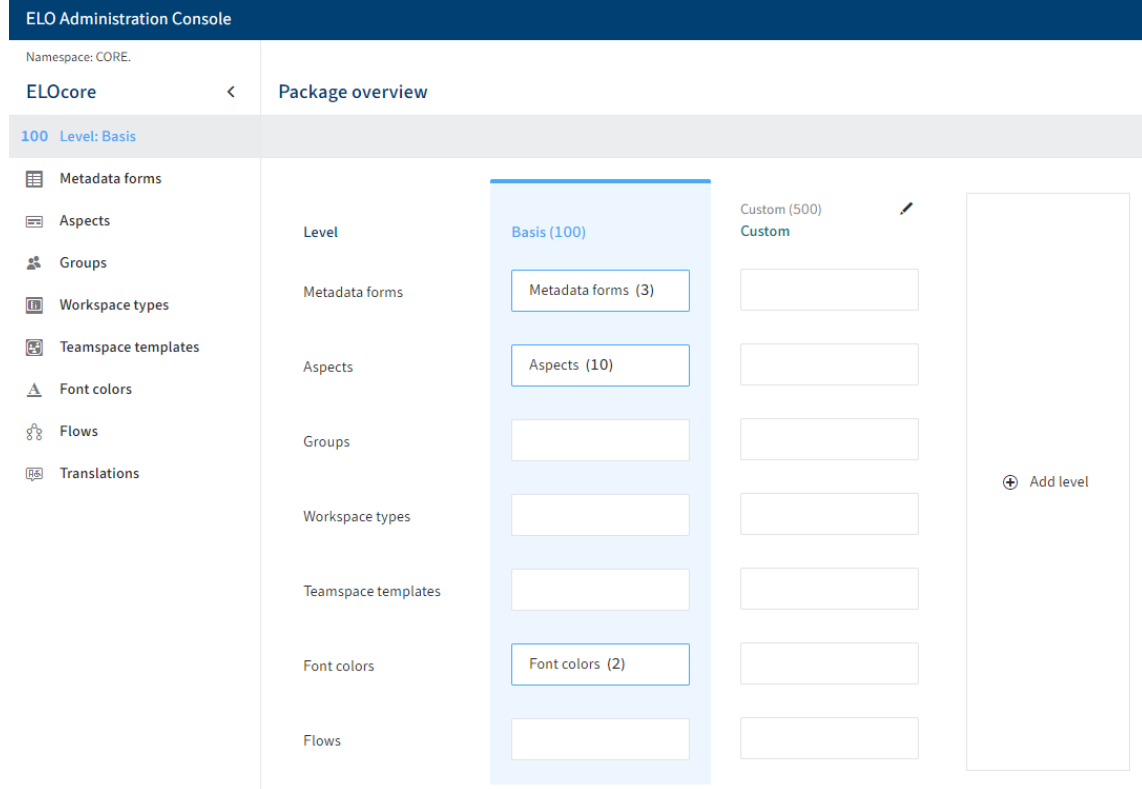 ELO Administration Console
Namespace: CORE.
ELOcore
Package overview
100 Level: Basis
Metadata forms
Aspects
Groups
Workspace types
Teamspace templates
Font colors
Flows
Translations
Level
Basis (100)
Custom (500)
Custom
Metadata forms
Metadata forms (3)
Aspects
Aspects (10)
Groups
Workspace types
Teamspace templates
Font colors
Font colors (2)
Flows
Add level